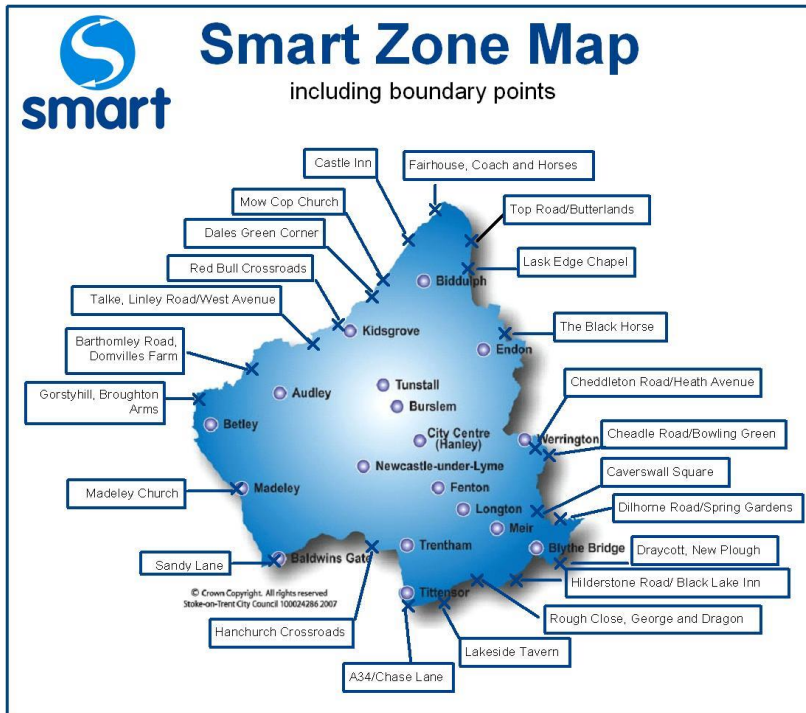 smart
Smart Zone Map
including boundary points
Castle Inn
Fairhouse, Coach and Horses
Mow Cop Church
Top Road/Butterlands
Dales Green Corner
Red Bull Crossroads
Lask Edge Chapel
Biddulph
Talke, Linley Road/West Avenue
Kidsgrove
The Black Horse
Barthomley Road,
Domvilles Farm
Endon
Gorstyhill, Broughton
Arms
Audley
Tunstall
Cheddleton Road/Heath Avenue
Burslem
Betley
City Centre
(Hanley)
Werrington
Cheadle Road/Bowling Green
Newcastle-under-Lyme
Caverswall Square
Madeley Church
Madeley
Fenton
Longton
Dilhorne Road/Spring Gardens
Meir
Trentham
Blythe Bridge
Draycott, New Plough
Sandy Lane
Baldwins Gate
Hilderstone Road/ Black Lake Inn
© Crown Copyright. All rights reserved
Stoke-on-Trent City Council 100024286 2007
Tittensor
Rough Close, George and Dragon
Hanchurch Crossroads
Lakeside Tavern
A34/Chase Lane